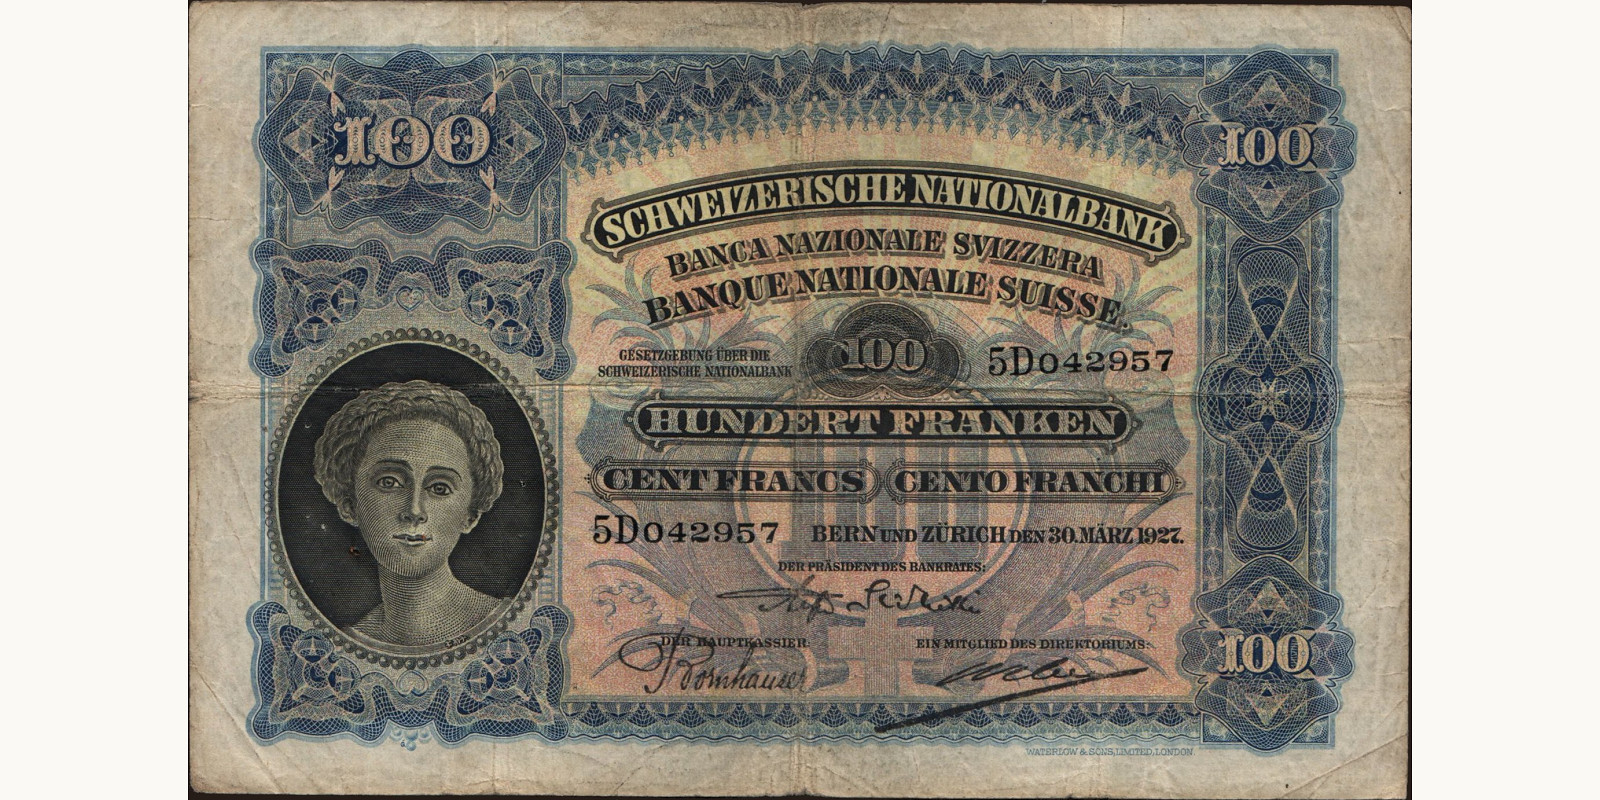 100
100
SCHWEIZERISCHE NATIONALBANK
BANCA NAZIONALE SVIZZERA
BANQUE NATIONALE SUISSE.
GESETZGEBUNG ÜBER DIE
SCHWEIZERISCHE NATIONALBANK
100
5D042957
HUNDERT FRANKEN
CENT FRANCS
CENTO FRANCHI
100
5D042957
BERN UND ZÜRICH DEN 30. MÄRZ 1927.
DER PRÄSIDENT DES BANKRATES:
DER HAUPTKASSIER:
EIN MITGLIED DES DIREKTORIUMS:
Bornhauser
100
WATERLOW & SONS, LIMITED, LONDON